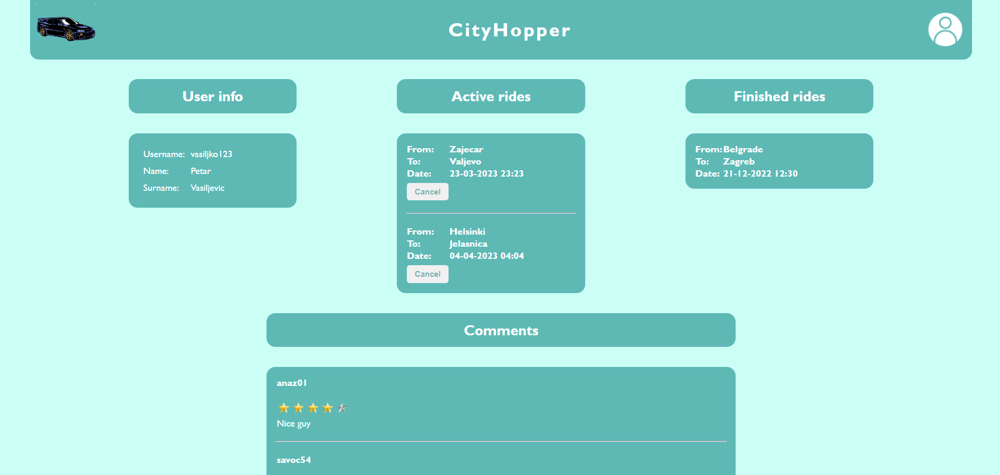 CityHopper
User info
Username: vasiljko123
Name: Petar
Surname: Vasiljevic
Active rides
From: Zajecar
To: Valjevo
Date: 23-03-2023 23:23
Cancel
From: Helsinki
To: Jelasnica
Date: 04-04-2023 04:04
Cancel
Finished rides
From: Belgrade
To: Zagreb
Date: 21-12-2022 12:30
Comments
anaz01
Nice guy
savoc54